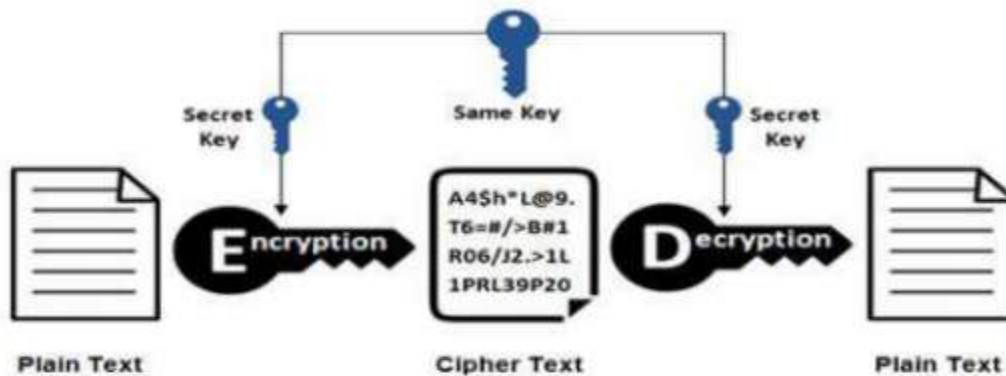 Same Key
Secret
Key
Secret
Key
Encryption
A4$h*L@9.
T6=#/>B#1
R06/J2.>1L
1PRL39P20
Decryption
Plain Text
Cipher Text
Plain Text